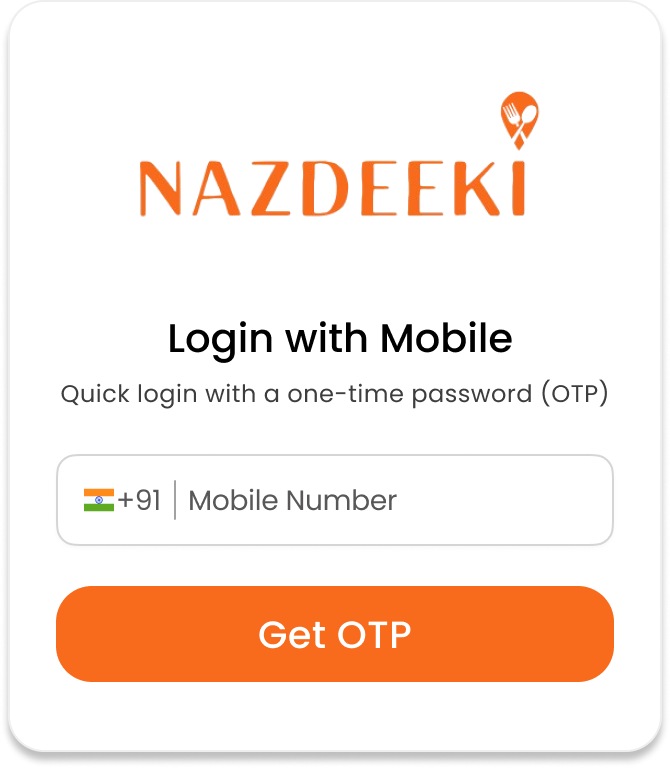 NAZDEEKI
Login with Mobile
Quick login with a one-time password (OTP)
+91 Mobile Number
Get OTP